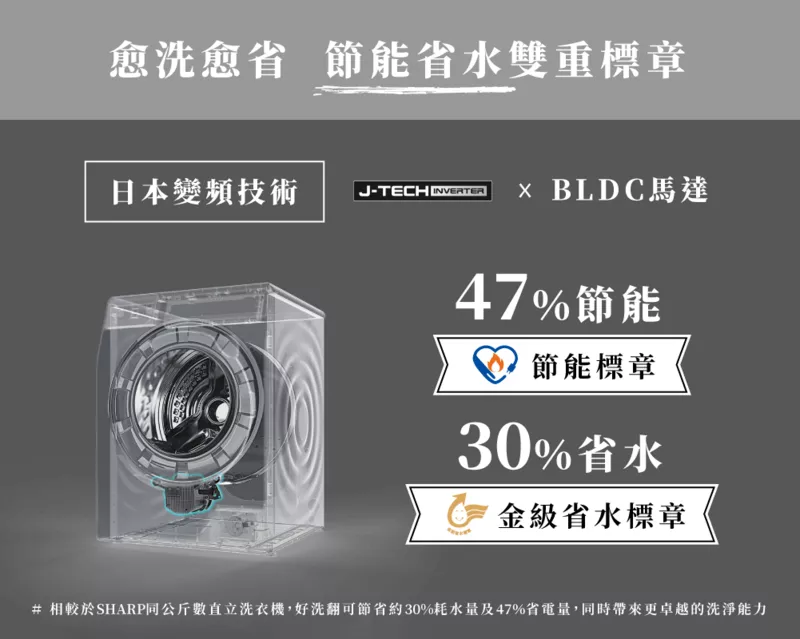 愈洗愈省 節能省水雙重標章
日本變頻技術 J-TECH INVERTER x BLDC馬達
47%節能
節能標章
30%省水
金級省水標章
# 相較於SHARP同公斤數直立洗衣機，好洗翻可節省約30%耗水量及47%省電量，同時帶來更卓越的洗淨能力